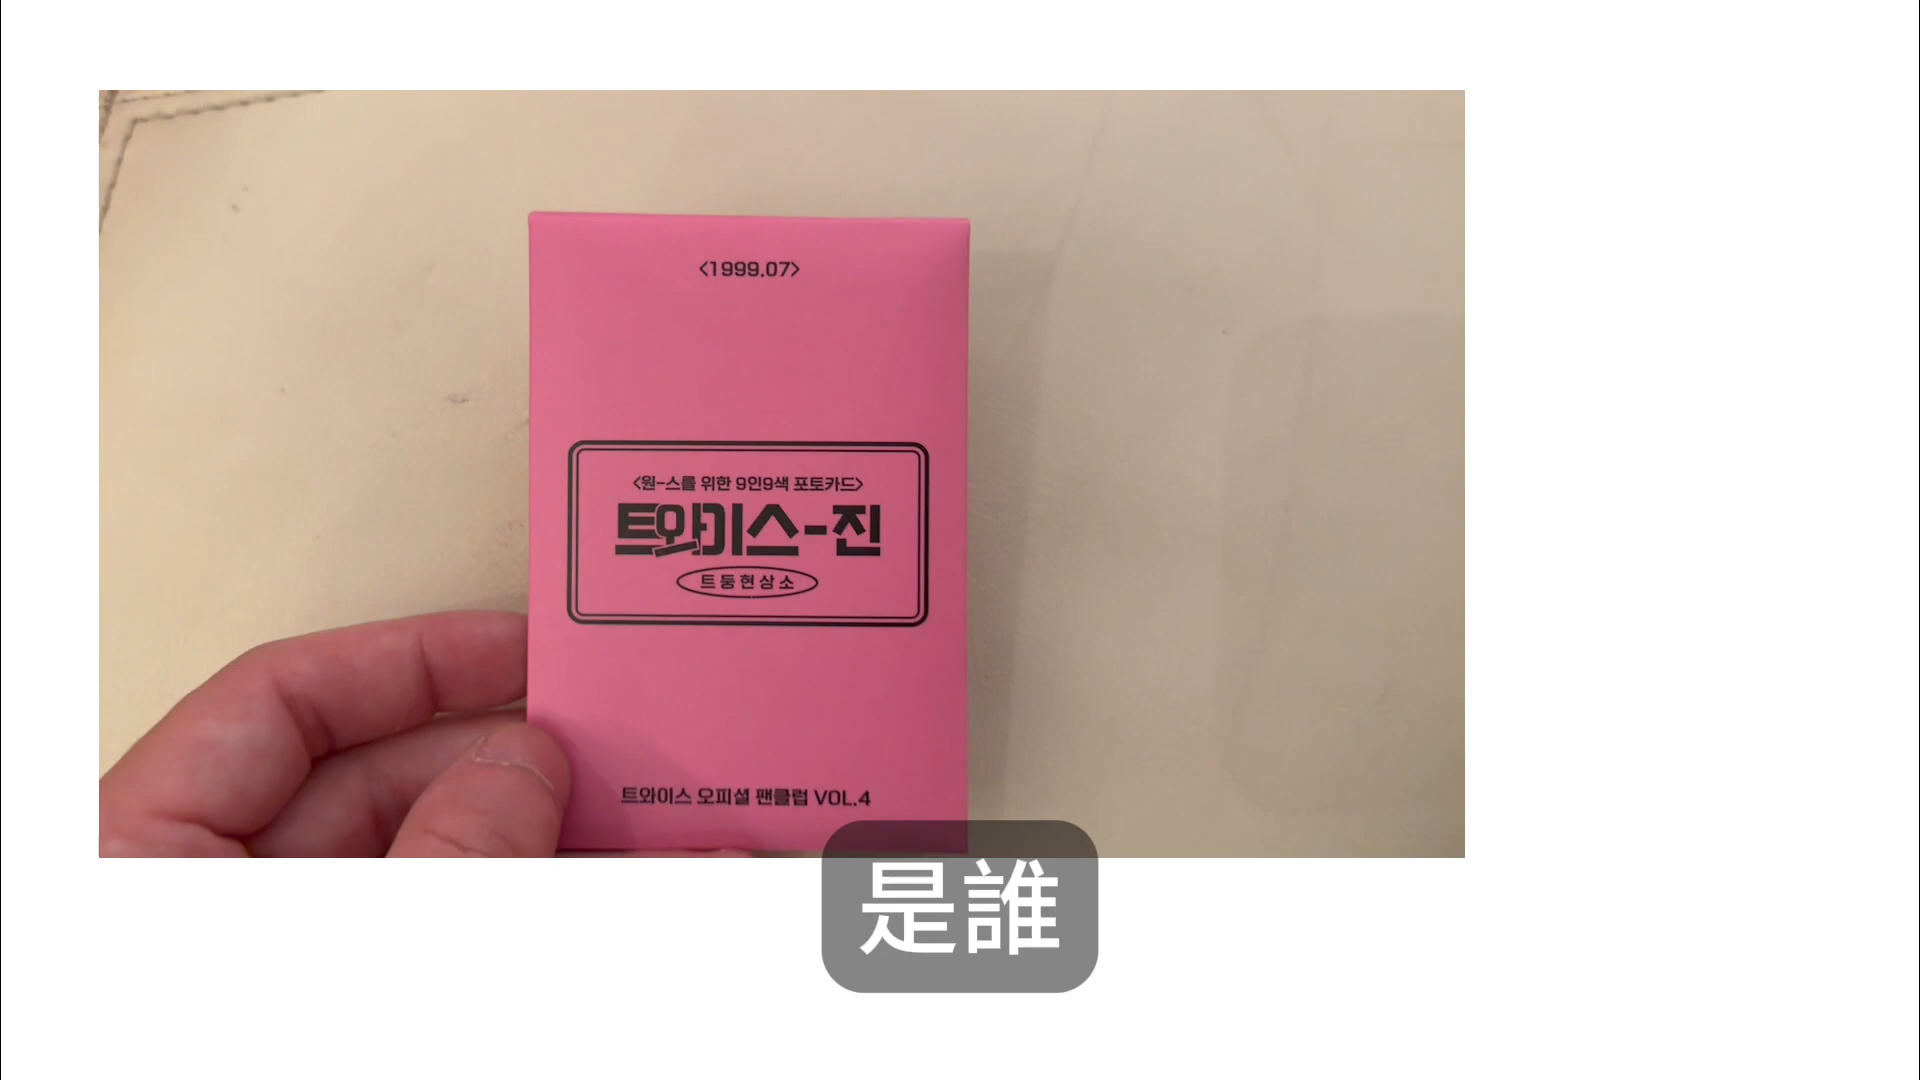 <1999.07>
<원-스를 위한 9인9색 포토카드>
트와이스-진
트둥현상소
트와이스 오피셜 팬클럽 VOL.4
是誰